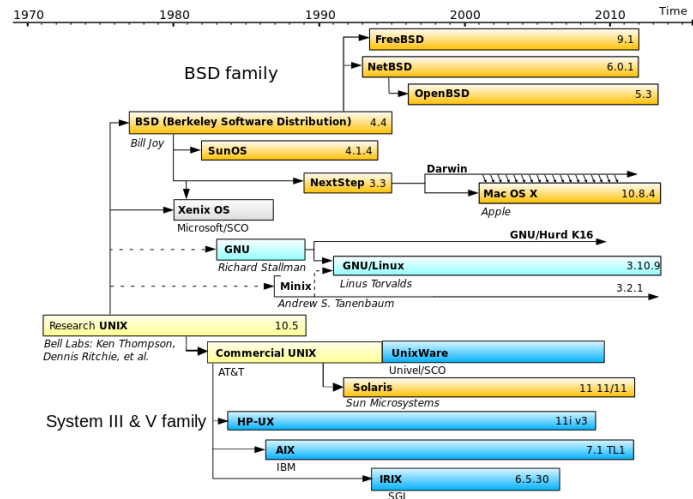 1970 1980 1990 2000 2010 Time
FreeBSD 9.1
BSD family
NetBSD 6.0.1
OpenBSD 5.3
BSD (Berkeley Software Distribution) 4.4
Bill Joy
SunOS 4.1.4
Darwin
NextStep 3.3
Mac OS X 10.8.4
Apple
Xenix OS
Microsoft/SCO
GNU/Hurd K16
GNU
Richard Stallman
GNU/Linux 3.10.9
Linus Torvalds
Minix 3.2.1
Andrew S. Tanenbaum
Research UNIX 10.5
Bell Labs: Ken Thompson,
Dennis Ritchie, et al.
Commercial UNIX
AT&T
UnixWare
Univel/SCO
Solaris 11 11/11
Sun Microsystems
System III & V family
HP-UX 11i v3
AIX 7.1 TL1
IBM
IRIX 6.5.30
SGI